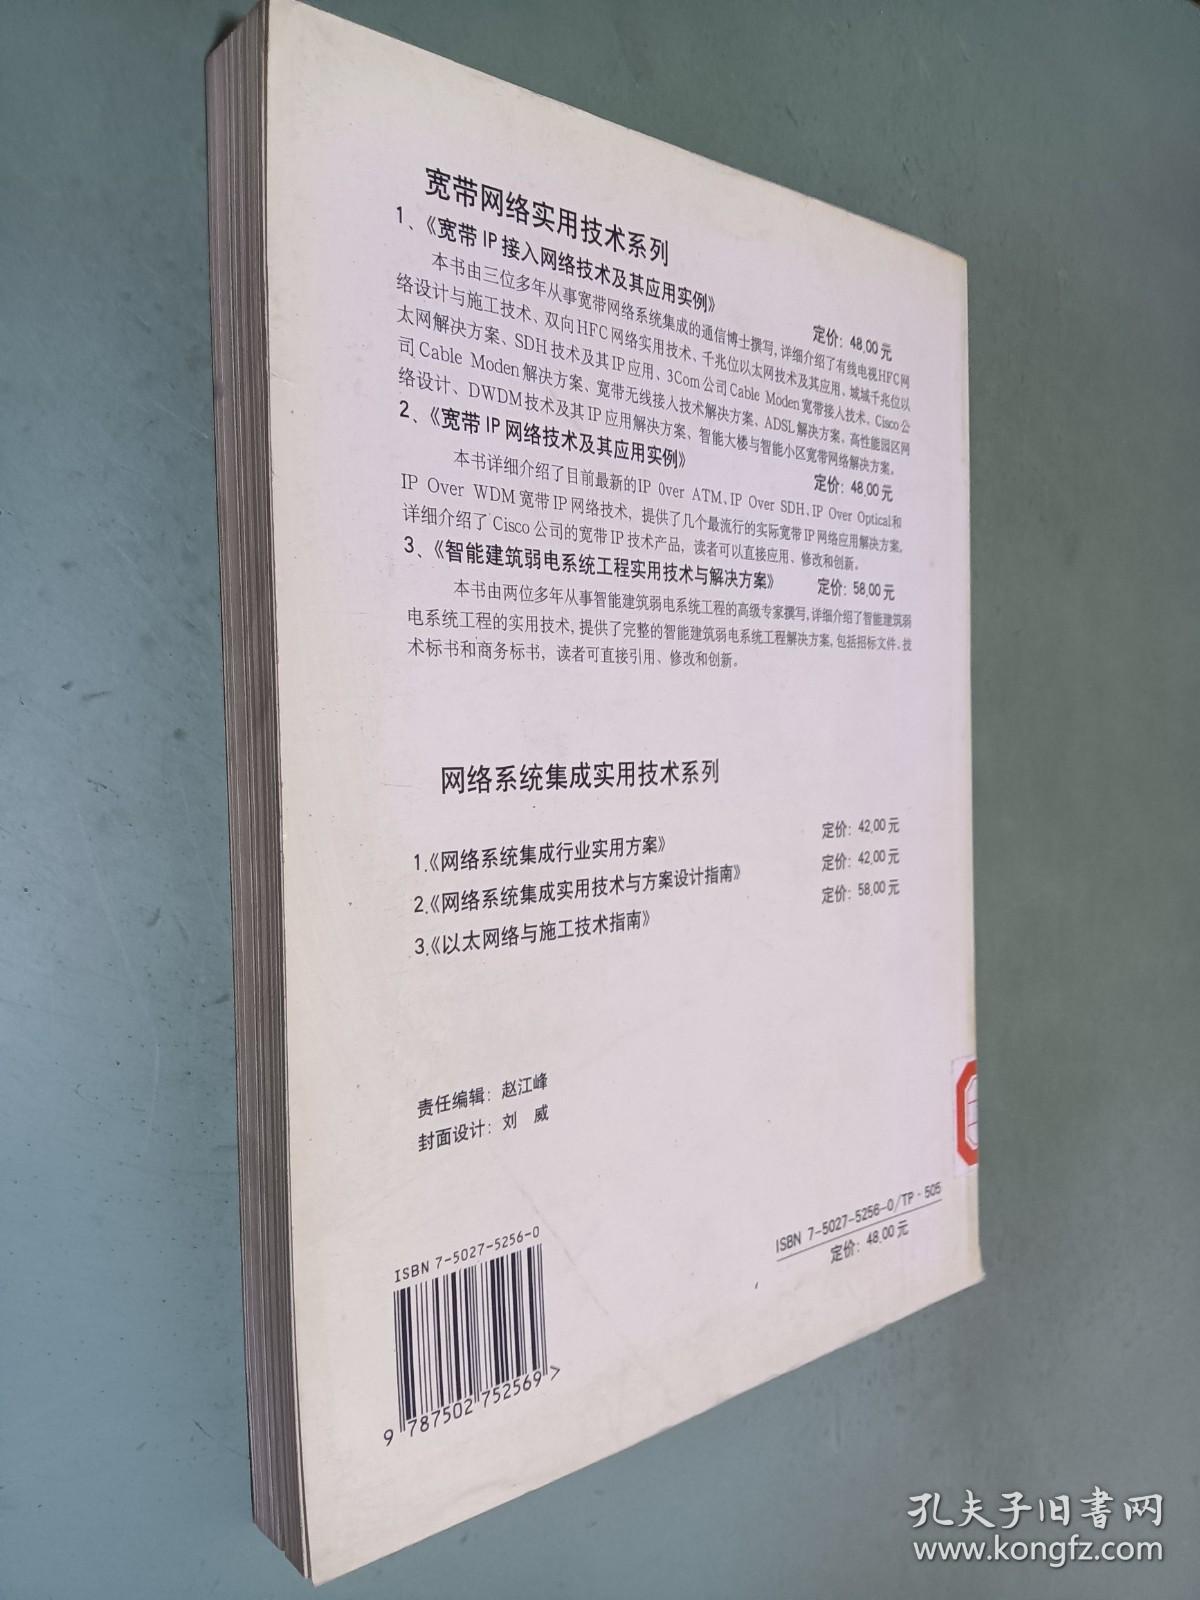 宽带网络实用技术系列
1、《宽带 IP 接入网络技术及其应用实例》 定价：48.00元
本书由三位多年从事宽带网络系统集成的通信博士撰写，详细介绍了有线电视HFC网
络设计与施工技术、双向HFC网络实用技术、千兆位以太网技术及其应用、城域千兆位以
太网解决方案、SDH技术及其IP应用、3Com公司Cable Moden宽带接入技术、Cisco公
司Cable Moden解决方案、宽带无线接入技术解决方案、ADSL解决方案、高性能园区网
络设计、DWDM技术及其IP应用解决方案、智能大楼与智能小区宽带网络解决方案。
2、《宽带 IP 网络技术及其应用实例》 定价：48.00元
本书详细介绍了目前最新的IP Over ATM、IP Over SDH、IP Over Optical和
IP Over WDM宽带IP网络技术，提供了几个最流行的实际宽带IP网络应用解决方案，
详细介绍了Cisco公司的宽带IP技术产品，读者可以直接应用、修改和创新。
3、《智能建筑弱电系统工程实用技术与解决方案》 定价：58.00元
本书由两位多年从事智能建筑弱电系统工程的高级专家撰写，详细介绍了智能建筑弱
电系统工程的实用技术，提供了完整的智能建筑弱电系统工程解决方案，包括招标文件、技
术标书和商务标书，读者可直接引用、修改和创新。
网络系统集成实用技术系列
1.《网络系统集成行业实用方案》 定价：42.00元
2.《网络系统集成实用技术与方案设计指南》 定价：42.00元
3.《以太网络与施工技术指南》 定价：58.00元
责任编辑：赵江峰
封面设计：刘 威
ISBN 7-5027-5256-0
9 787502 752569 >
ISBN 7-5027-5256-0/TP·505
定价：48.00元
孔夫子旧书网
www.kongfz.com